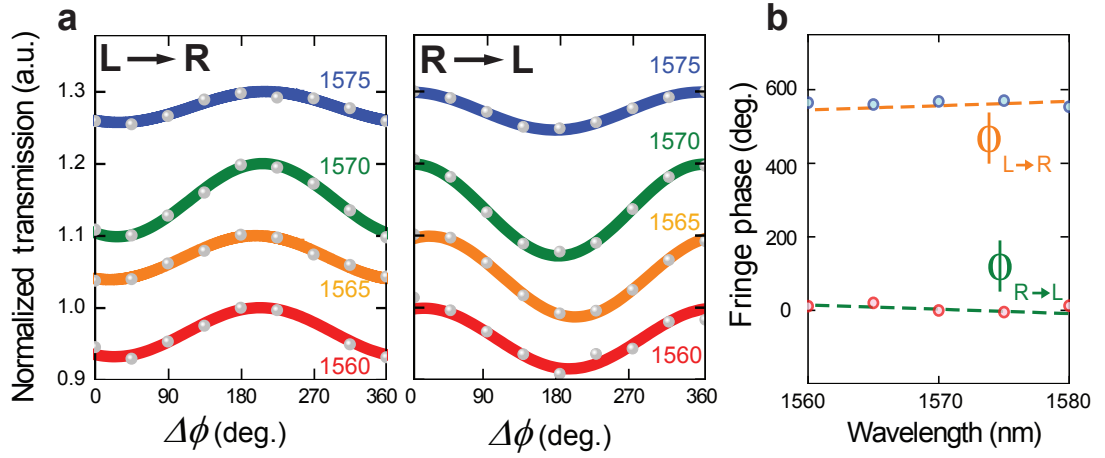 a
b
L → R
R → L
Normalized transmission (a.u.)
1.3
1.2
1.1
1.0
0.9
1575
1570
1565
1560
1575
1570
1565
1560
0 90 180 270 360
0 90 180 270 360
Δϕ (deg.)
Δϕ (deg.)
Fringe phase (deg.)
600
400
200
0
ϕ L→R
ϕ R→L
1560 1570 1580
Wavelength (nm)